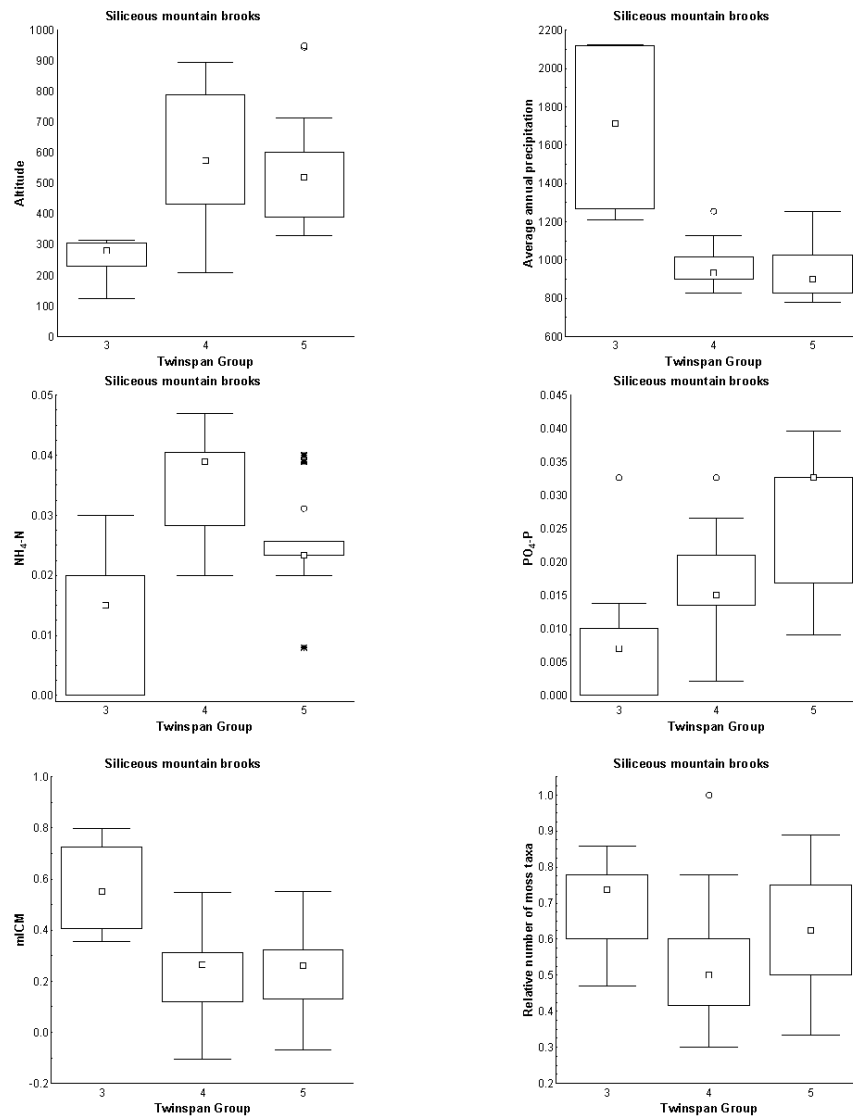 Siliceous mountain brooks
1000
900
800
700
600
500
400
300
200
100
0
Altitude
3 4 5
Twinspan Group
Siliceous mountain brooks
2200
2000
1800
1600
1400
1200
1000
800
600
Average annual precipitation
3 4 5
Twinspan Group
Siliceous mountain brooks
0.05
0.04
0.03
0.02
0.01
0.00
NH₄-N
3 4 5
Twinspan Group
Siliceous mountain brooks
0.045
0.040
0.035
0.030
0.025
0.020
0.015
0.010
0.005
0.000
PO₄-P
3 4 5
Twinspan Group
Siliceous mountain brooks
1.0
0.8
0.6
0.4
0.2
0.0
-0.2
mICM
3 4 5
Twinspan Group
Siliceous mountain brooks
1.0
0.9
0.8
0.7
0.6
0.5
0.4
0.3
0.2
Relative number of moss taxa
3 4 5
Twinspan Group